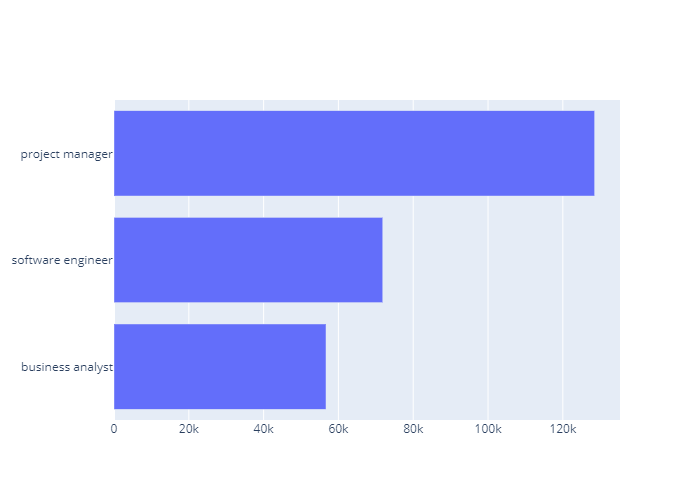 project manager
software engineer
business analyst
0 20k 40k 60k 80k 100k 120k